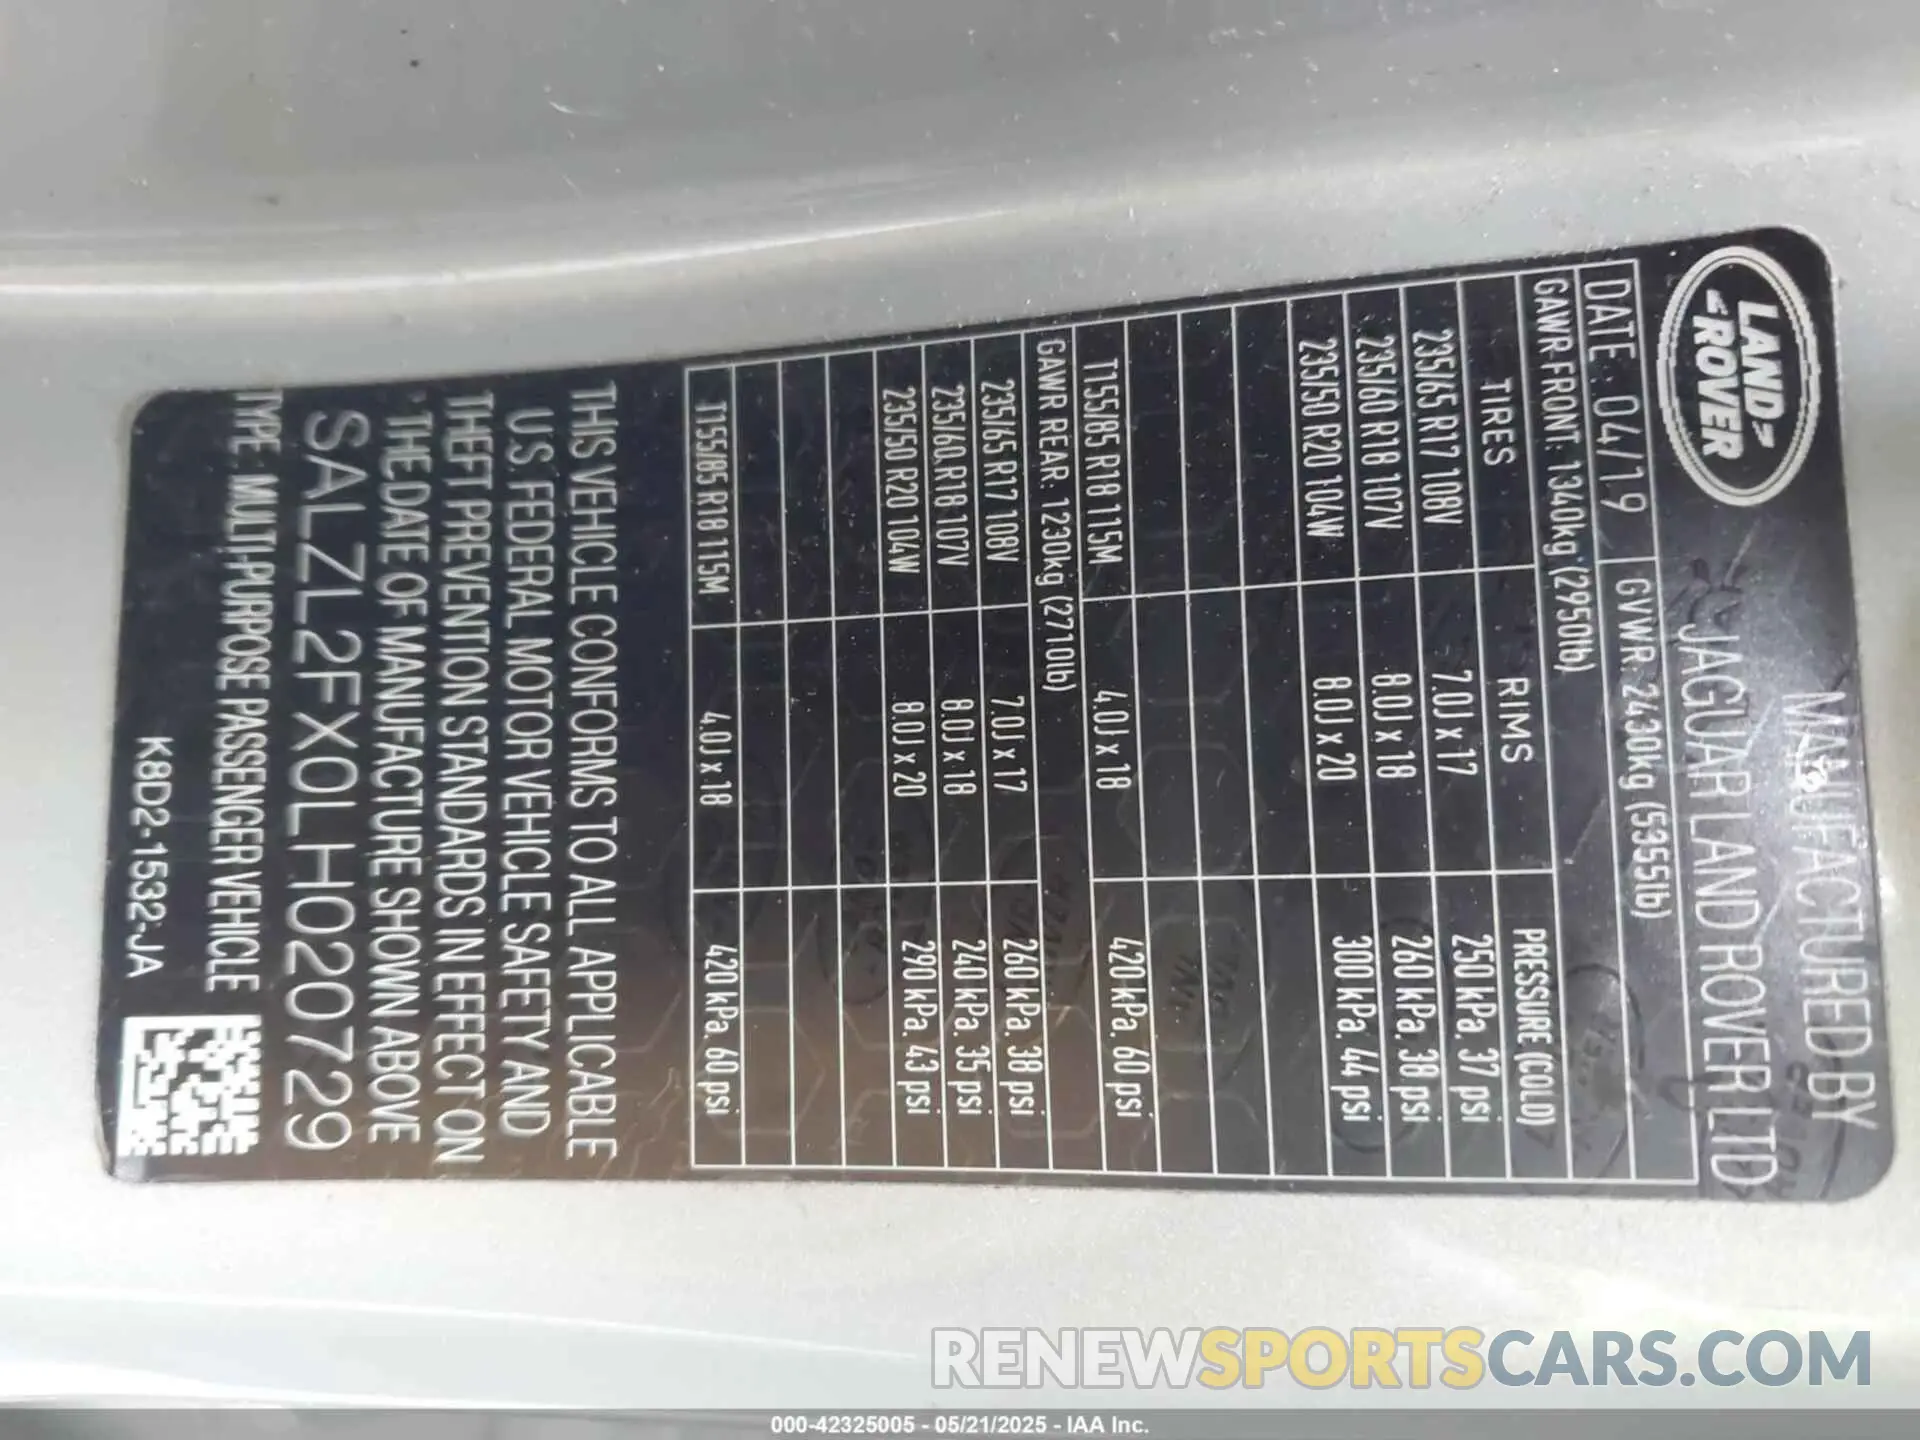 LAND
ROVER
MANUFACTURED BY
JAGUAR LAND ROVER LTD
DATE : 04/19 GVWR: 2430kg (5355lb)
GAWR FRONT: 1340kg (2950lb)
TIRES RIMS PRESSURE (COLD)
235/65 R17 108V 7.0J x 17 250 kPa. 37 psi
235/60 R18 107V 8.0J x 18 260 kPa. 38 psi
235/50 R20 104W 8.0J x 20 300 kPa. 44 psi
T155/85 R18 115M 4.0J x 18 420 kPa. 60 psi
GAWR REAR: 1230kg (2710lb)
235/65 R17 108V 7.0J x 17 260 kPa. 38 psi
235/60 R18 107V 8.0J x 18 240 kPa. 35 psi
235/50 R20 104W 8.0J x 20 290 kPa. 43 psi
T155/85 R18 115M 4.0J x 18 420 kPa. 60 psi
THIS VEHICLE CONFORMS TO ALL APPLICABLE
U.S. FEDERAL MOTOR VEHICLE SAFETY AND
THEFT PREVENTION STANDARDS IN EFFECT ON
THE DATE OF MANUFACTURE SHOWN ABOVE
SALZL2FX0LH020729
TYPE: MULTI-PURPOSE PASSENGER VEHICLE
K8D2-1532-JA
RENEWSPORTSCARS.COM
000-42325005 - 05/21/2025 - IAA Inc.